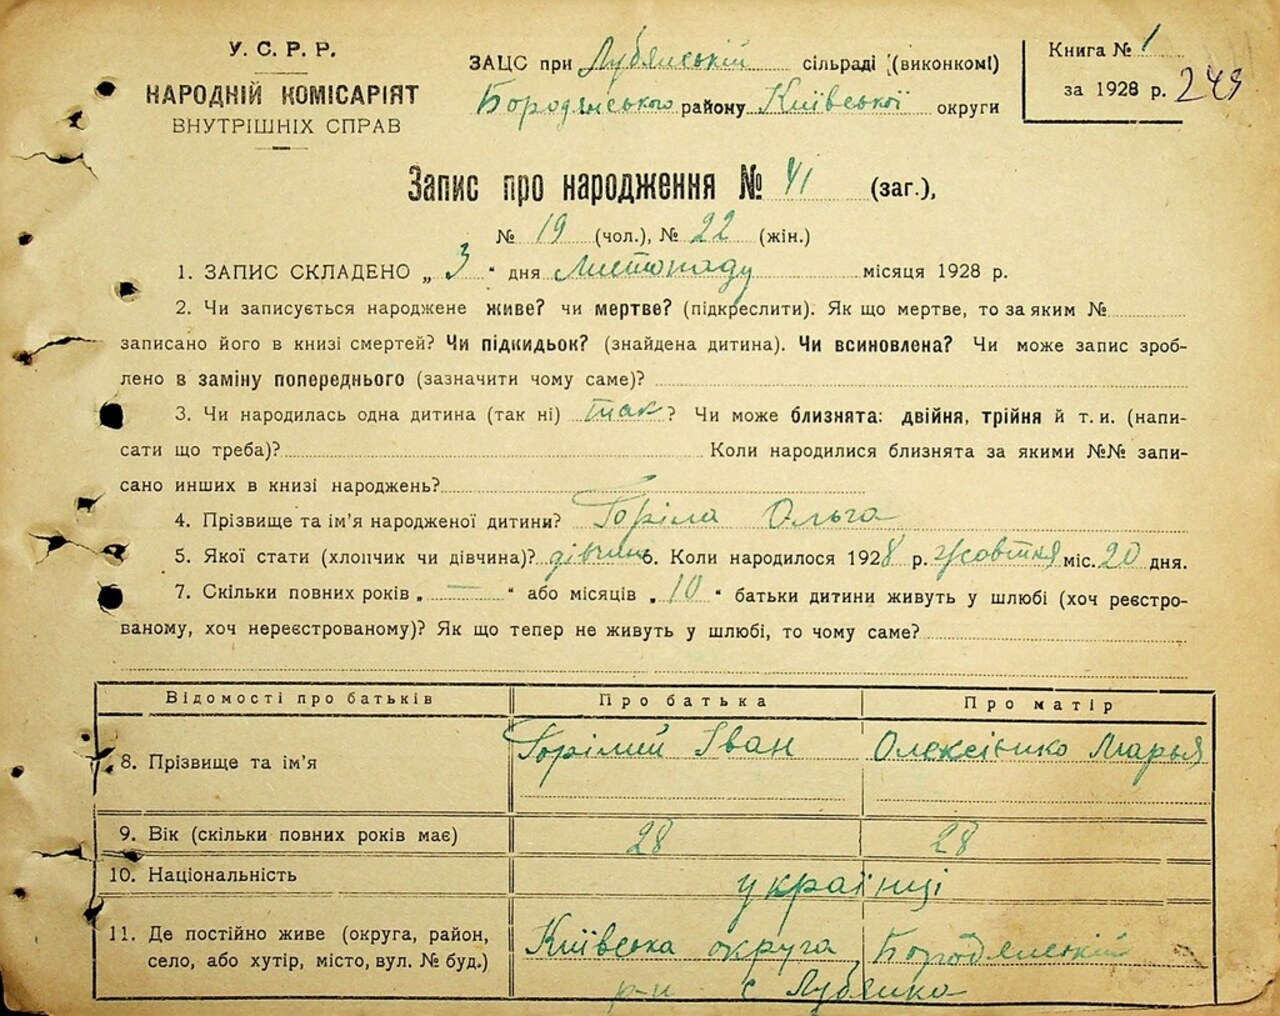 У. С. Р. Р.
НАРОДНІЙ КОМІСАРІЯТ
ВНУТРІШНІХ СПРАВ
ЗАЦС при Лубянській сільраді (виконкомі)
Бородянського району Київської округи
Книга № 1
за 1928 р. 249
Запис про народження № 41 (заг.),
№ 19 (чол.), № 22 (жін.)
1. ЗАПИС СКЛАДЕНО „ 3 “ дня Листопаду місяця 1928 р.
2. Чи записується народжене живе? чи мертве? (підкреслити). Як що мертве, то за яким №
записано його в книзі смертей? Чи підкидьок? (знайдена дитина). Чи всиновлена? Чи може запис зроб-
лено в заміну попереднього (зазначити чому саме)?
3. Чи народилась одна дитина (так ні) так ? Чи може близнята: двійня, трійня й т. и. (напи-
сати що треба)? Коли народилися близнята за якими №№ запи-
сано инших в книзі народжень?
4. Прізвище та ім’я народженої дитини? Горіла Ольга
5. Якої стати (хлопчик чи дівчина)? дівчин 6. Коли народилося 1928 р. жовтня міс. 20 дня.
7. Скільки повних років „ — “ або місяців „ 10 “ батьки дитини живуть у шлюбі (хоч реєстро-
ваному, хоч нереєстрованому)? Як що тепер не живуть у шлюбі, то чому саме?
Відомості про батьків Про батька Про матір
8. Прізвище та ім’я Горілий Іван Олексієнко Марья
9. Вік (скільки повних років має) 28 28
10. Національність українці
11. Де постійно живе (округа, район, Київська округа, Бородянський
село, або хутір, місто, вул. № буд.) р-н с Лубянка